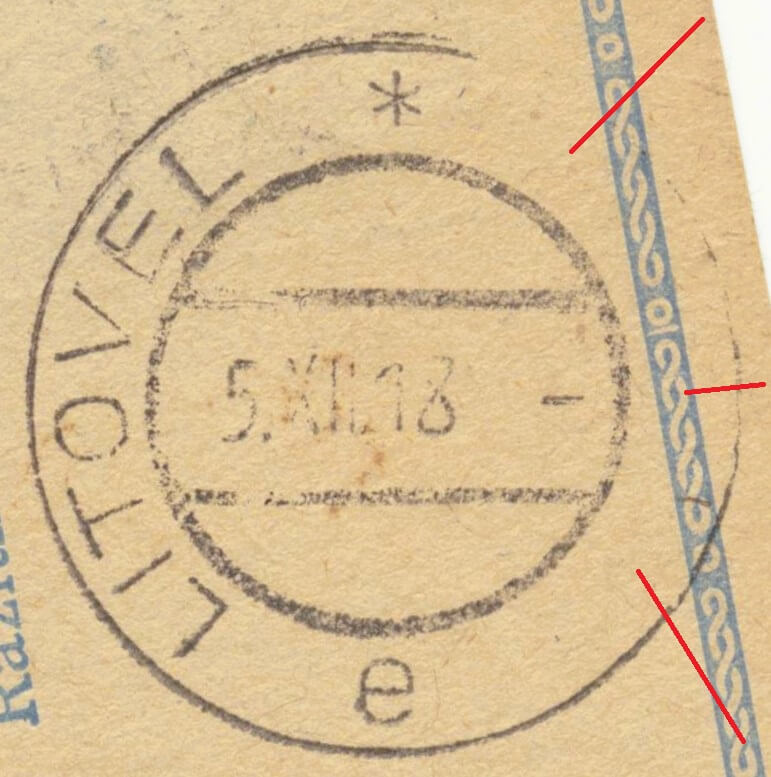 *
LITOVEL
5.XII.18 -
e